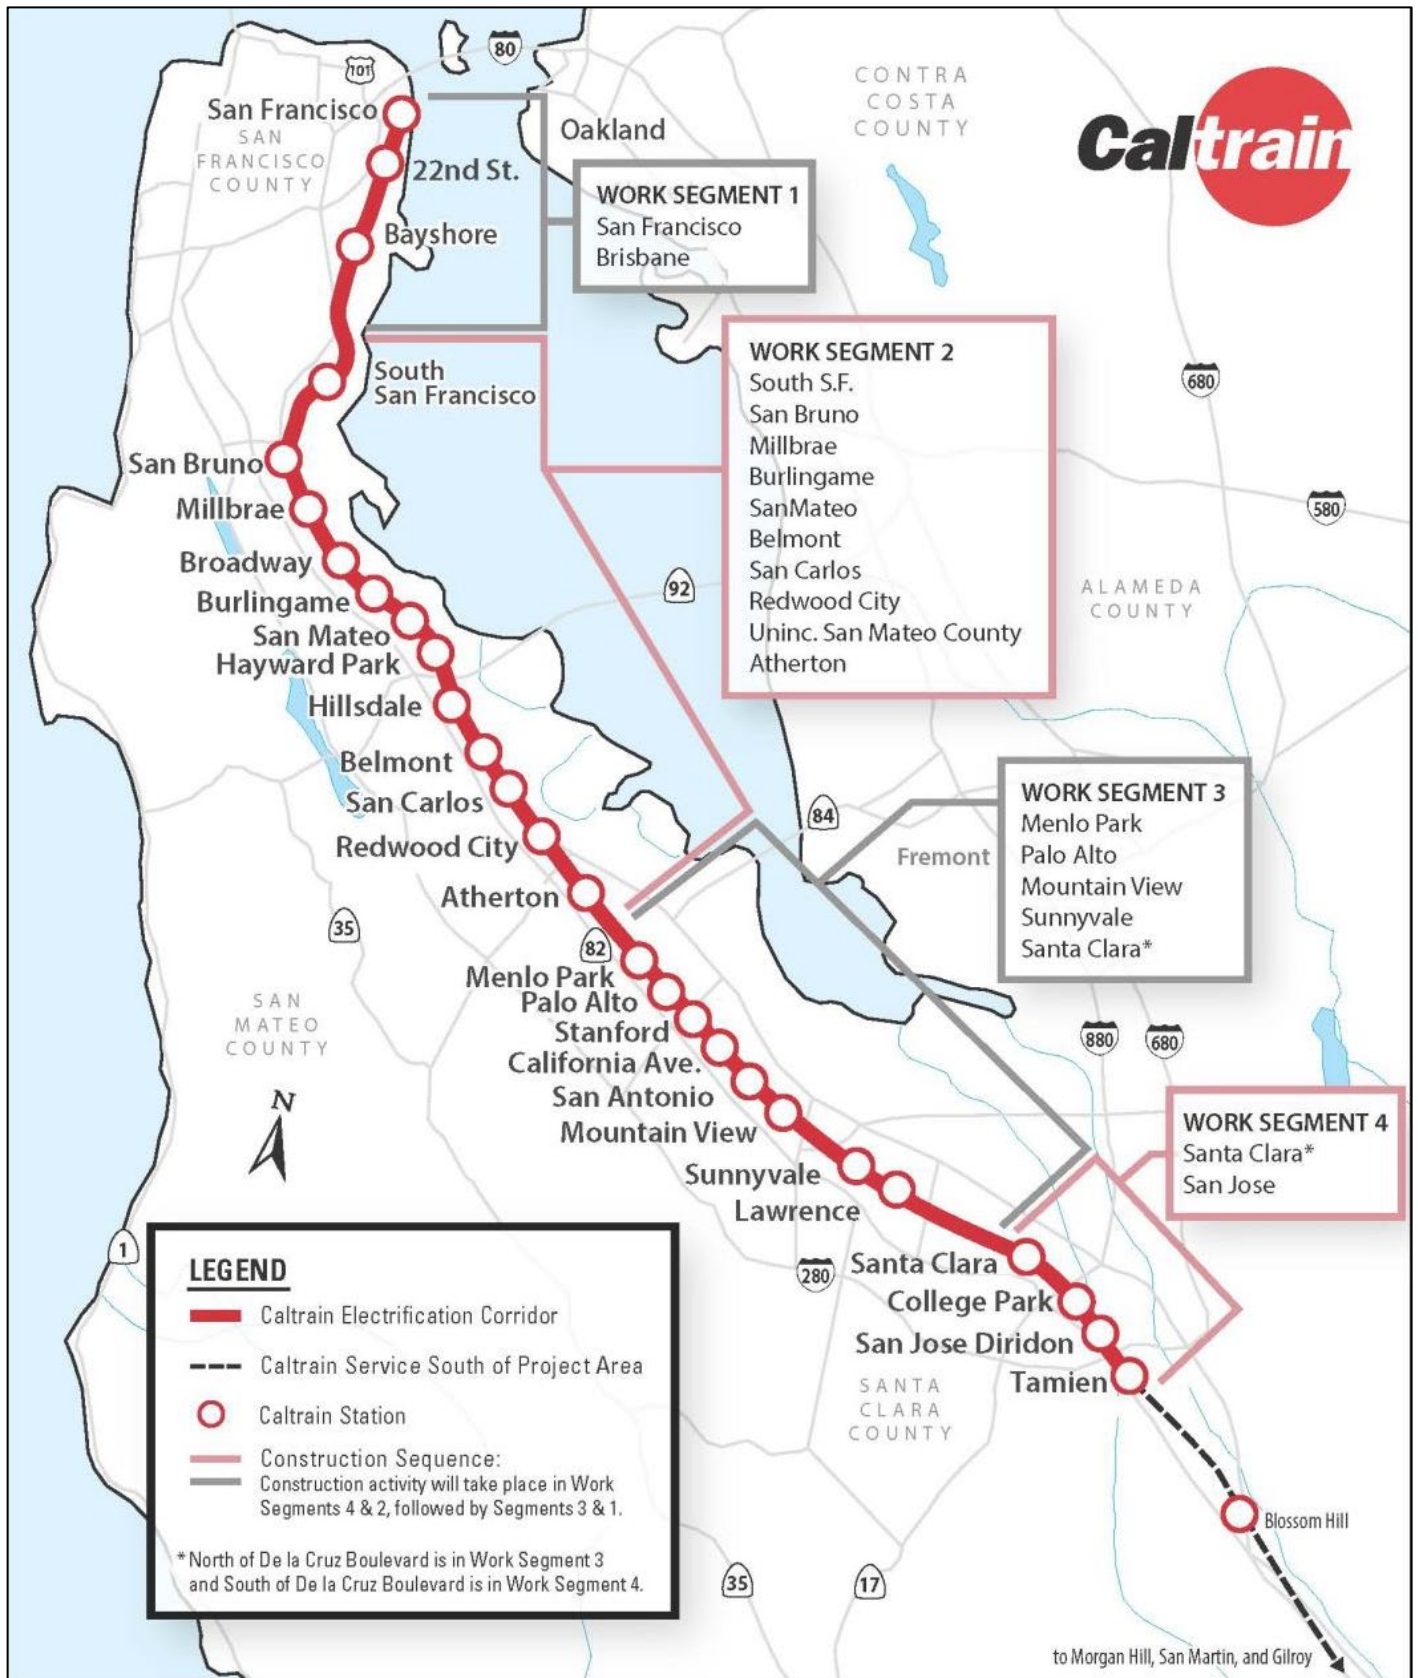 80
101
San Francisco
SAN
FRANCISCO
COUNTY
Oakland
CONTRA
COSTA
COUNTY
Caltrain
22nd St.
Bayshore
WORK SEGMENT 1
San Francisco
Brisbane
South
San Francisco
WORK SEGMENT 2
South S.F.
San Bruno
Millbrae
Burlingame
SanMateo
Belmont
San Carlos
Redwood City
Uninc. San Mateo County
Atherton
680
580
San Bruno
Millbrae
Broadway
Burlingame
San Mateo
Hayward Park
Hillsdale
Belmont
San Carlos
Redwood City
Atherton
92
ALAMEDA
COUNTY
84
Fremont
WORK SEGMENT 3
Menlo Park
Palo Alto
Mountain View
Sunnyvale
Santa Clara*
35
82
Menlo Park
Palo Alto
Stanford
California Ave.
San Antonio
Mountain View
Sunnyvale
Lawrence
SAN
MATEO
COUNTY
N
880
680
WORK SEGMENT 4
Santa Clara*
San Jose
1
280
Santa Clara
College Park
San Jose Diridon
Tamien
SANTA
CLARA
COUNTY
LEGEND
Caltrain Electrification Corridor
Caltrain Service South of Project Area
Caltrain Station
Construction Sequence:
Construction activity will take place in Work
Segments 4 & 2, followed by Segments 3 & 1.
* North of De la Cruz Boulevard is in Work Segment 3
and South of De la Cruz Boulevard is in Work Segment 4.
Blossom Hill
35
17
to Morgan Hill, San Martin, and Gilroy